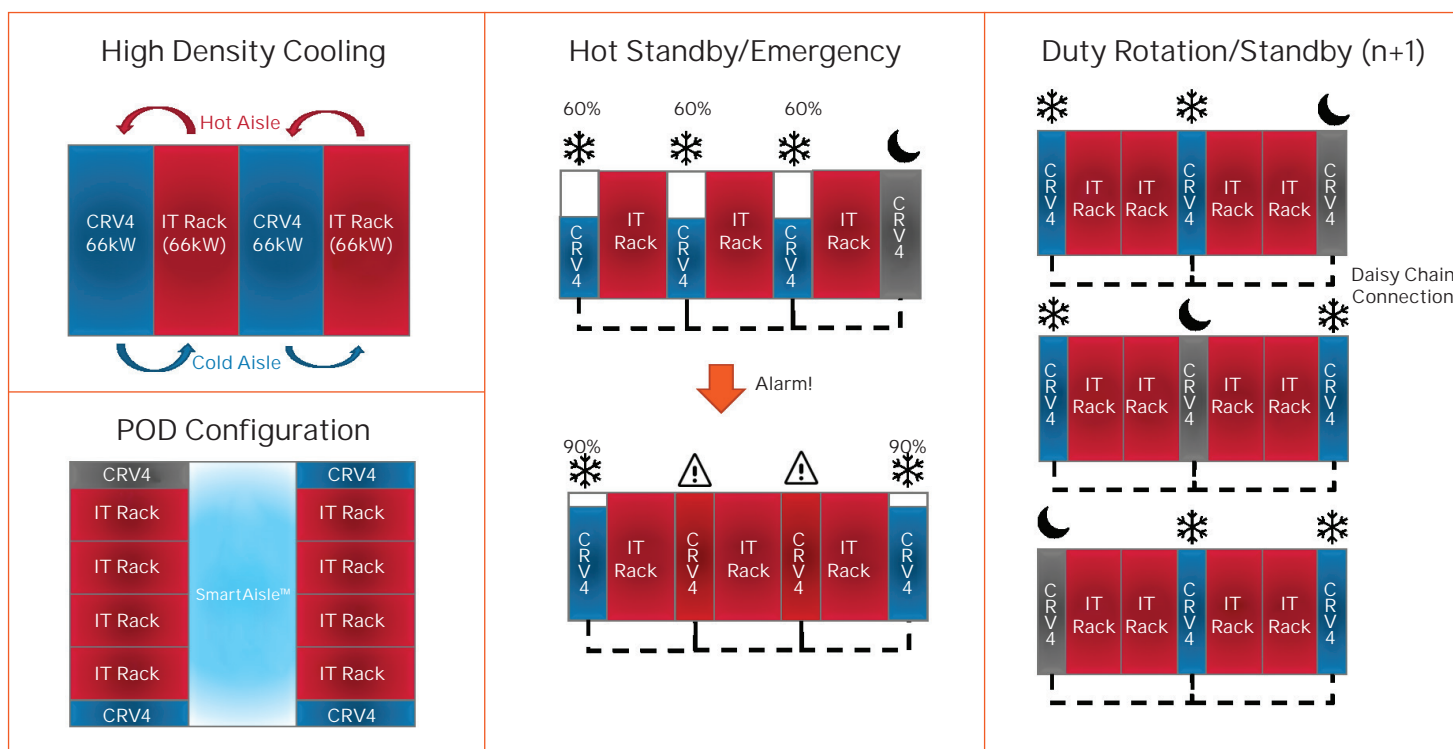 High Density Cooling
Hot Aisle
CRV4
66kW
IT Rack
(66kW)
CRV4
66kW
IT Rack
(66kW)
Cold Aisle
POD Configuration
CRV4
IT Rack
IT Rack
IT Rack
IT Rack
CRV4
SmartAisle™
CRV4
IT Rack
IT Rack
IT Rack
IT Rack
CRV4
Hot Standby/Emergency
60%
60%
60%
CRV4
IT
Rack
CRV4
IT
Rack
CRV4
IT
Rack
CRV4
Alarm!
90%
90%
CRV4
IT
Rack
CRV4
IT
Rack
CRV4
IT
Rack
CRV4
Duty Rotation/Standby (n+1)
CRV4
IT
Rack
IT
Rack
CRV4
IT
Rack
IT
Rack
CRV4
Daisy Chain
Connection
CRV4
IT
Rack
IT
Rack
CRV4
IT
Rack
IT
Rack
CRV4
CRV4
IT
Rack
IT
Rack
CRV4
IT
Rack
IT
Rack
CRV4